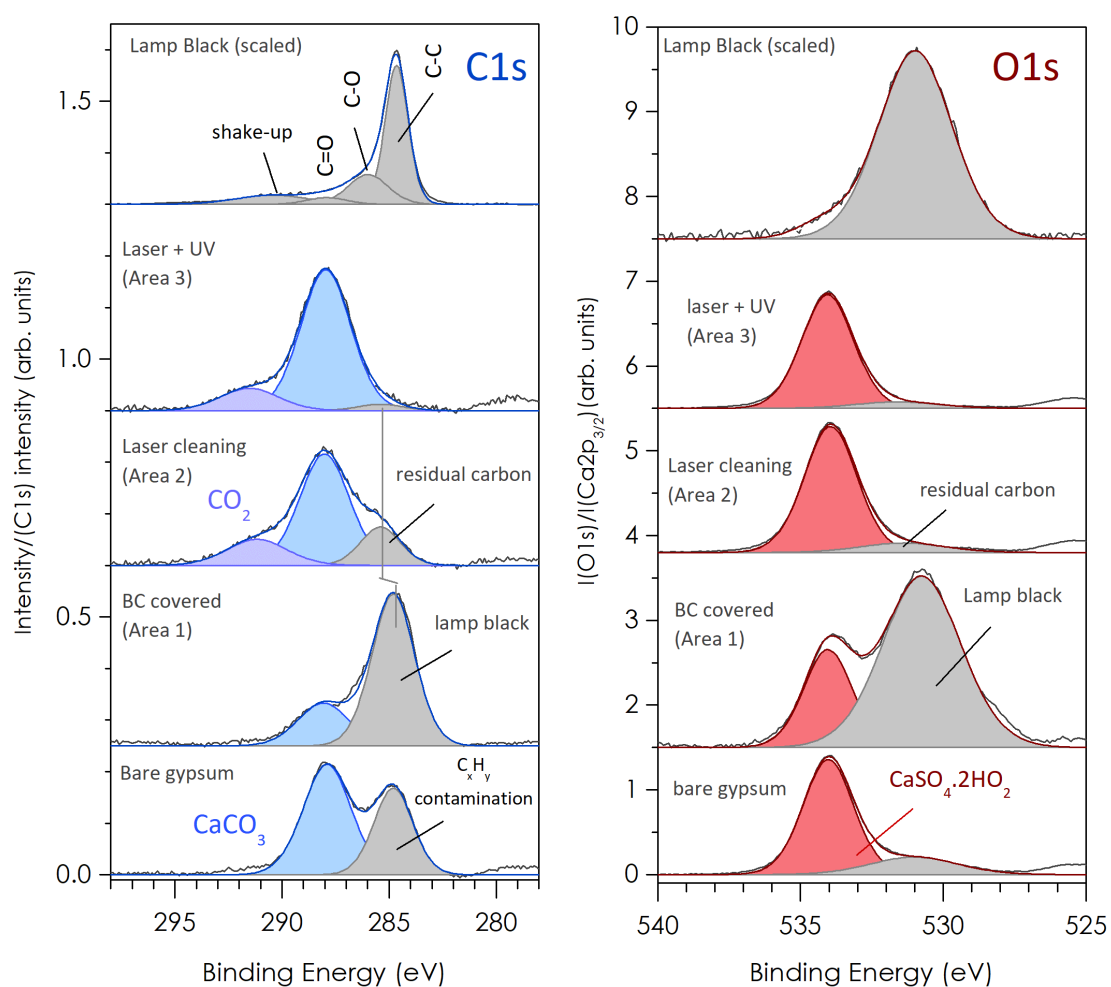 Lamp Black (scaled)
C1s
C-C
C-O
C=O
shake-up
Laser + UV
(Area 3)
Laser cleaning
(Area 2)
CO2
residual carbon
BC covered
(Area 1)
lamp black
Bare gypsum
CxHy
contamination
CaCO3
1.5
1.0
0.5
0.0
295
290
285
280
Binding Energy (eV)
Intensity/(C1s) intensity (arb. units)
Lamp Black (scaled)
O1s
laser + UV
(Area 3)
Laser cleaning
(Area 2)
residual carbon
BC covered
(Area 1)
Lamp black
bare gypsum
CaSO4.2HO2
10
9
8
7
6
5
4
3
2
1
0
540
535
530
525
Binding Energy (eV)
I(O1s)/I(Ca2p3/2)(arb. units)